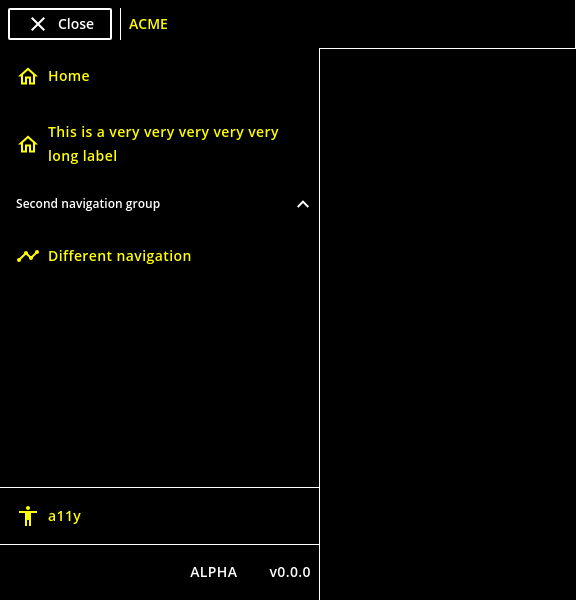 Close
ACME
Home
This is a very very very very very
long label
Second navigation group
Different navigation
a11y
ALPHA
v0.0.0